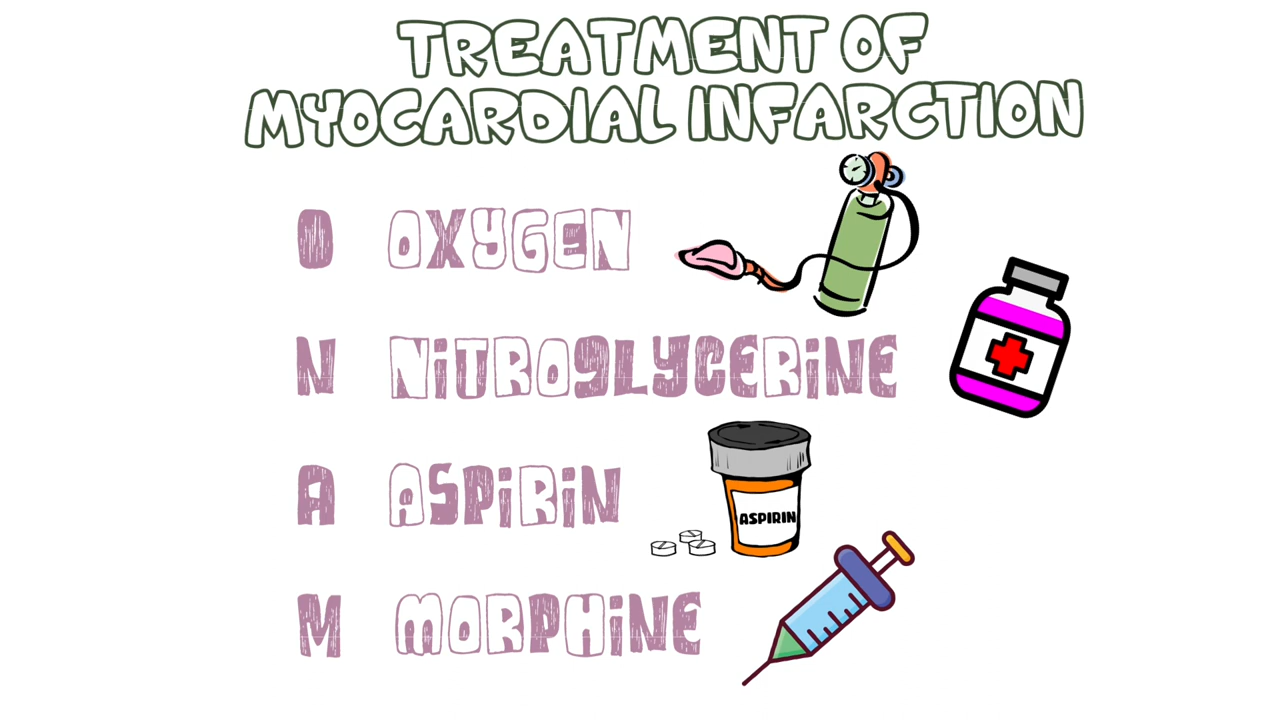 TREATMENT OF
MYOCARDIAL INFARCTION
O OXYGEN
N NiTROGLYCERiNE
A ASPiRiN
ASPIRIN
M MORPHiNE